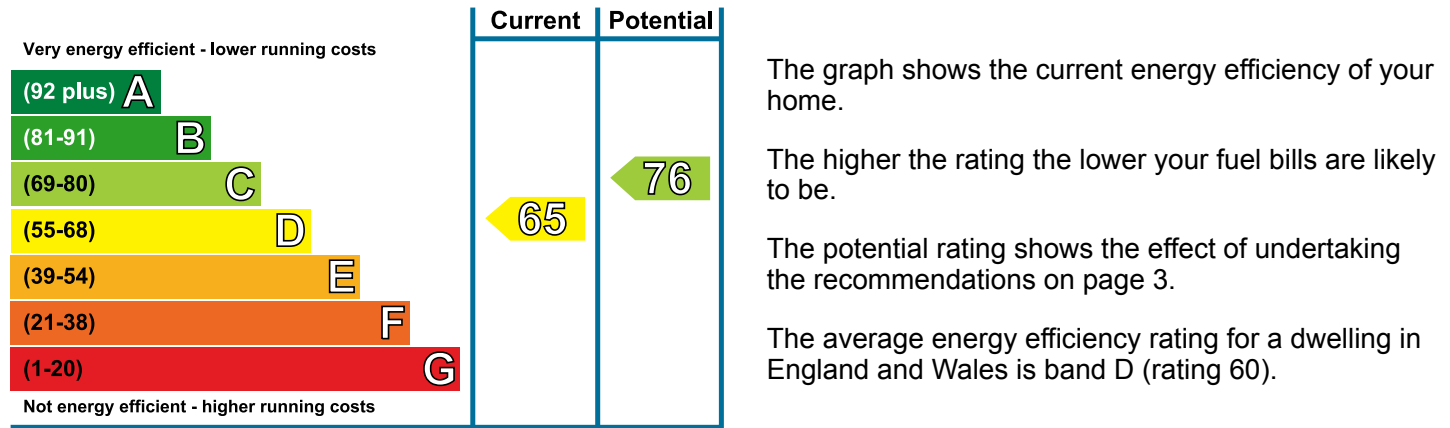 Current Potential
Very energy efficient - lower running costs
(92 plus) A
(81-91) B
(69-80) C
(55-68) D
(39-54) E
(21-38) F
(1-20) G
Not energy efficient - higher running costs
65
76
The graph shows the current energy efficiency of your
home.
The higher the rating the lower your fuel bills are likely
to be.
The potential rating shows the effect of undertaking
the recommendations on page 3.
The average energy efficiency rating for a dwelling in
England and Wales is band D (rating 60).